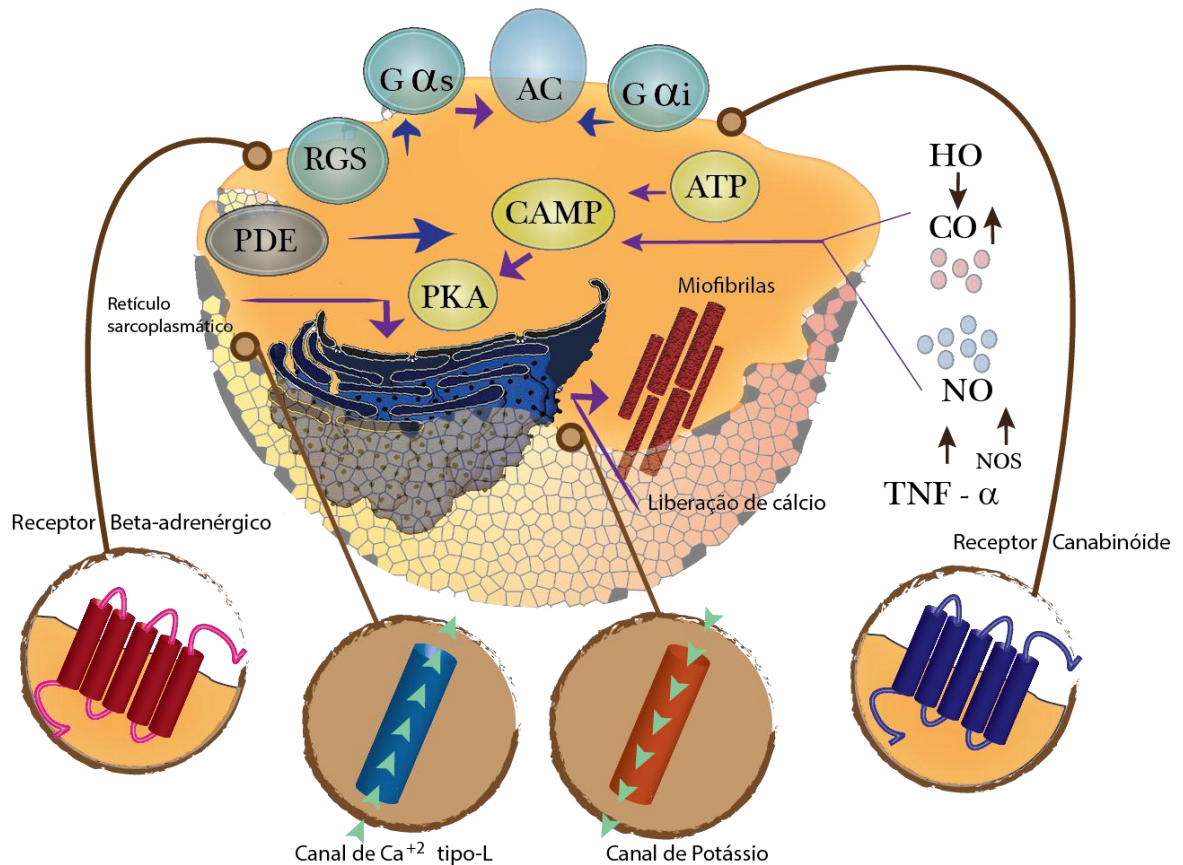 G αs
AC
G αi
RGS
HO
ATP
CAMP
CO
PDE
Miofibrilas
PKA
Retículo
sarcoplasmático
NO
NOS
TNF - α
Liberação de cálcio
Receptor Beta-adrenérgico
Receptor Canabinóide
Canal de Ca+2 tipo-L
Canal de Potássio